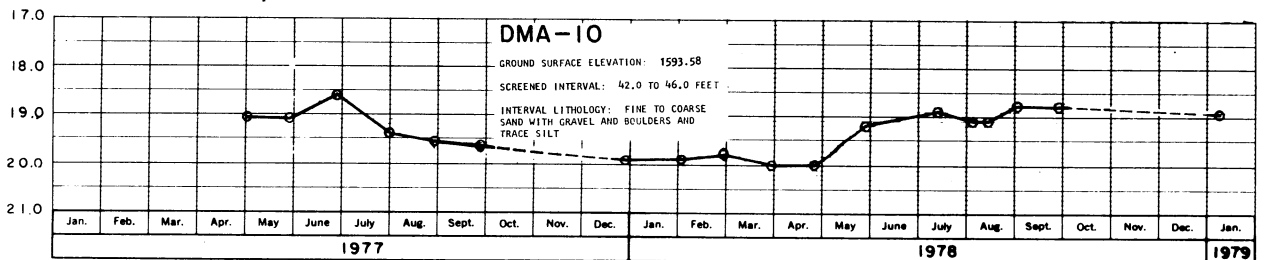 17.0
18.0
19.0
20.0
21.0
DMA-10
GROUND SURFACE ELEVATION: 1593.58
SCREENED INTERVAL: 42.0 TO 46.0 FEET
INTERVAL LITHOLOGY: FINE TO COARSE
SAND WITH GRAVEL AND BOULDERS AND
TRACE SILT
Jan. Feb. Mar. Apr. May June July Aug. Sept. Oct. Nov. Dec. Jan. Feb. Mar. Apr. May June July Aug. Sept. Oct. Nov. Dec. Jan.
1977 1978 1979